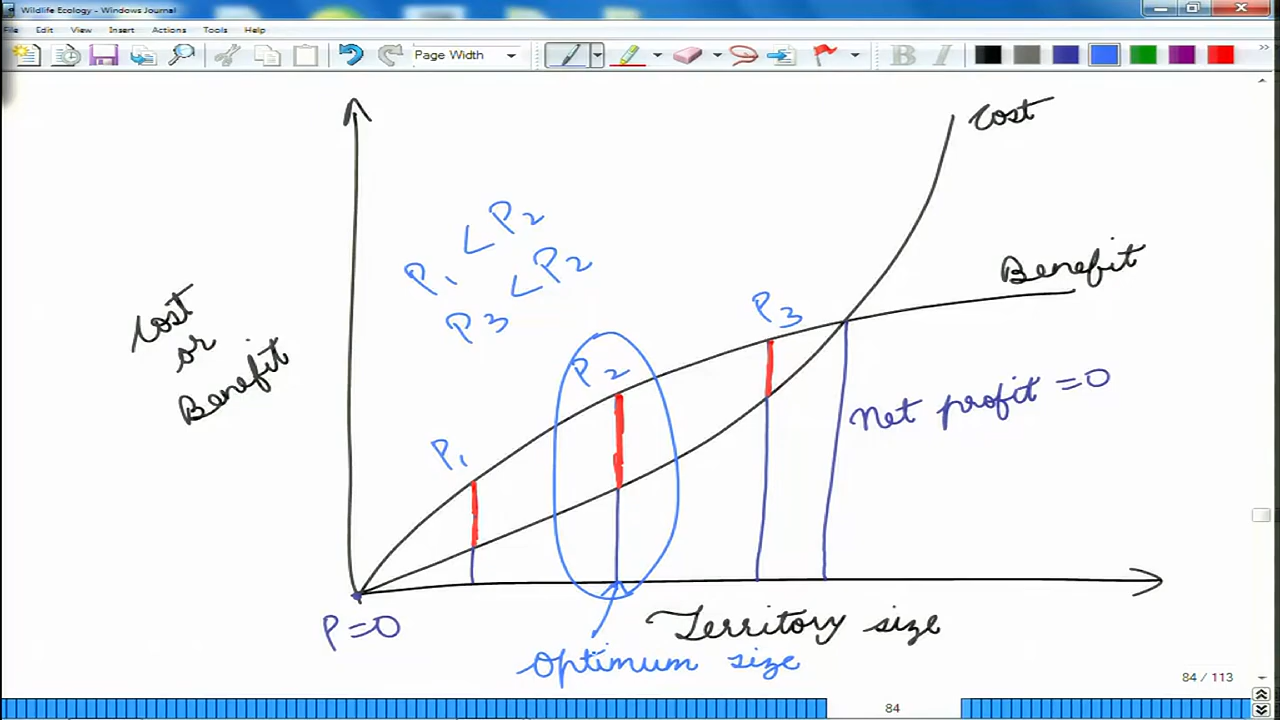 Wildlife Ecology - Windows Journal
File Edit View Insert Actions Tools Help
Page Width
B I
Cost
P1 < P2
P3 < P2
Benefit
Cost
or
Benefit
P3
P2
Net profit = 0
P1
P=0
Territory size
optimum size
84 / 113
84